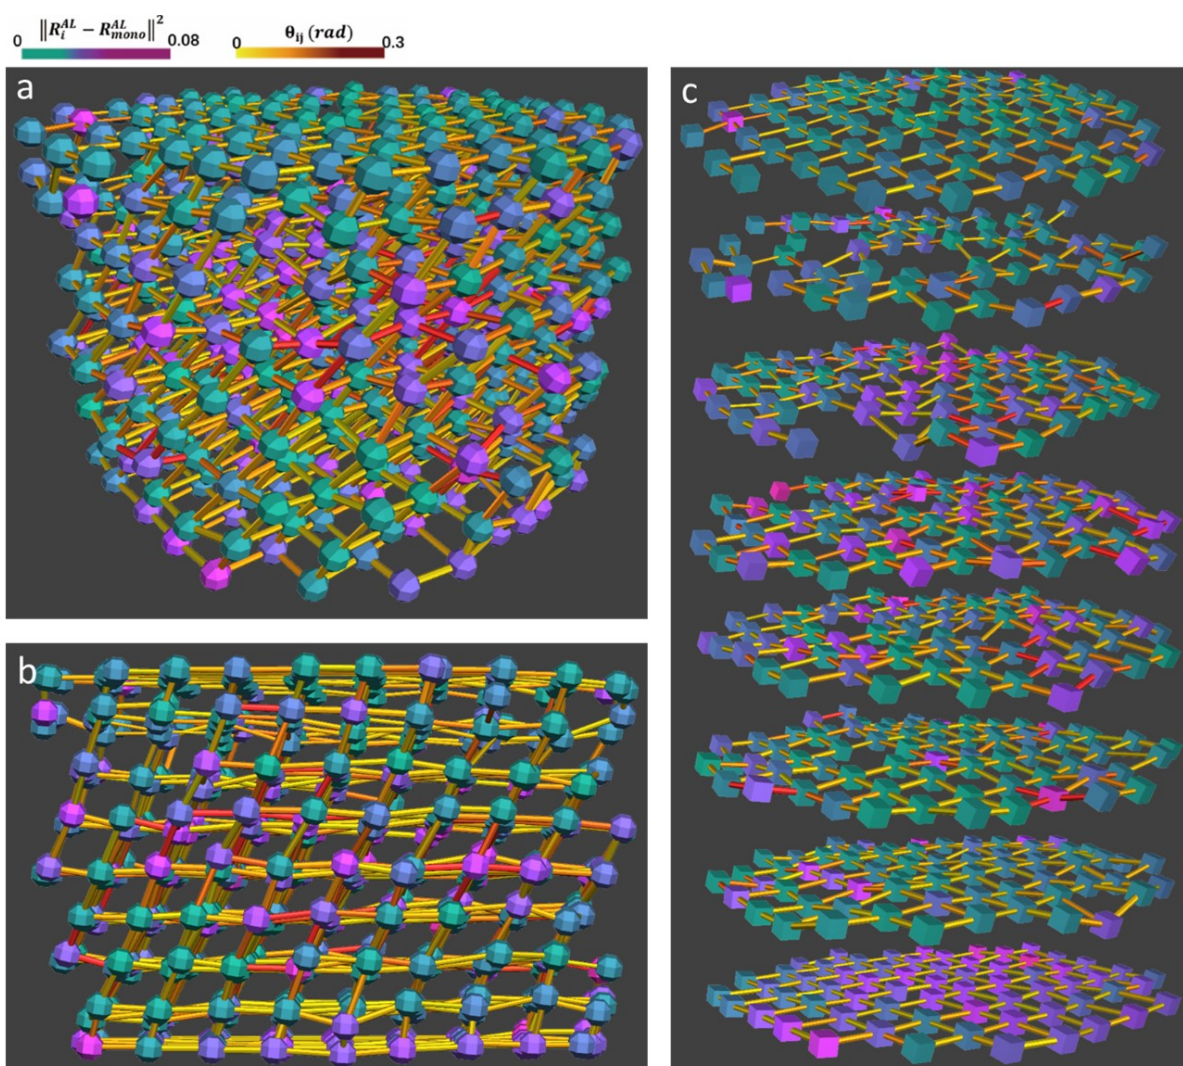 ‖R_i^AL − R_mono^AL‖²
0 0.08
θ_ij (rad)
0 0.3
a
b
c